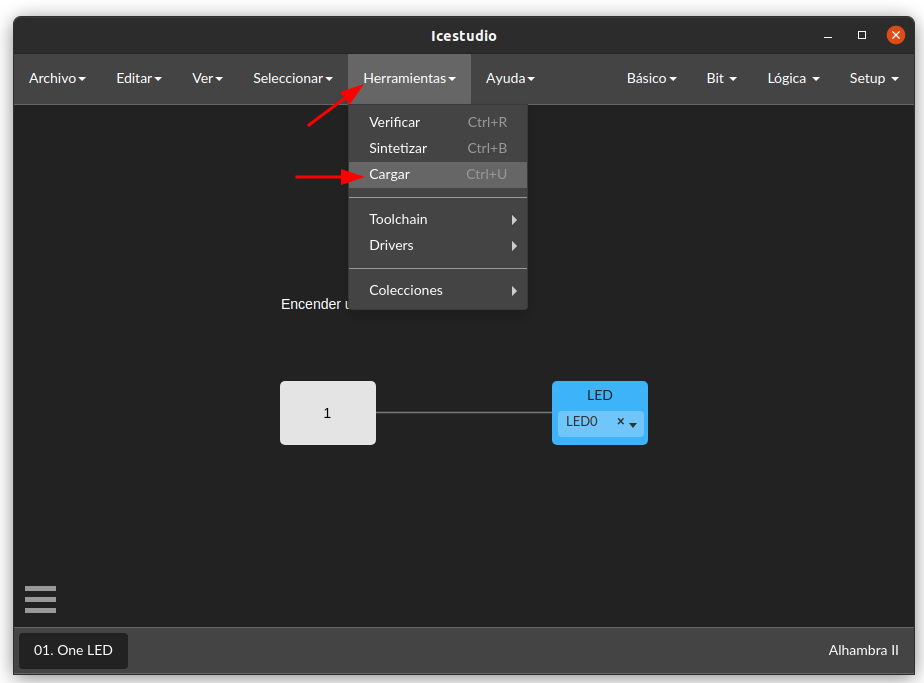 Icestudio
Archivo Editar Ver Seleccionar Herramientas Ayuda Básico Bit Lógica Setup
Verificar Ctrl+R
Sintetizar Ctrl+B
Cargar Ctrl+U
Toolchain
Drivers
Colecciones
Encender
1
LED
LED0 ×
01. One LED
Alhambra II